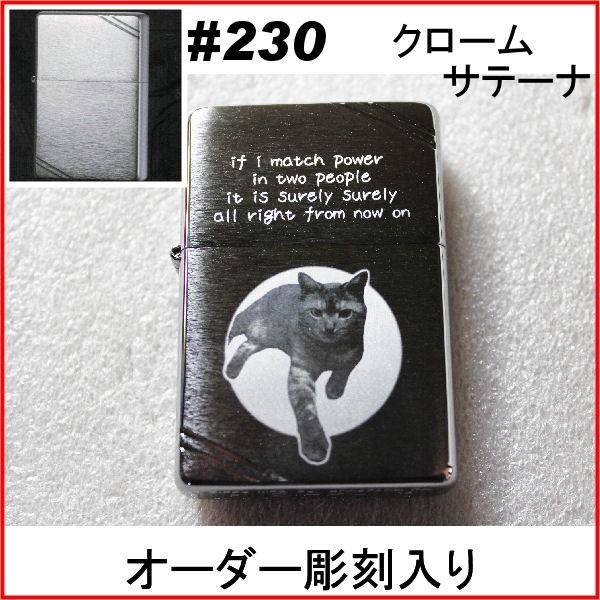 #230
クローム
サテーナ
if i match power
in two people
it is surely surely
all right from now on
オーダー彫刻入り